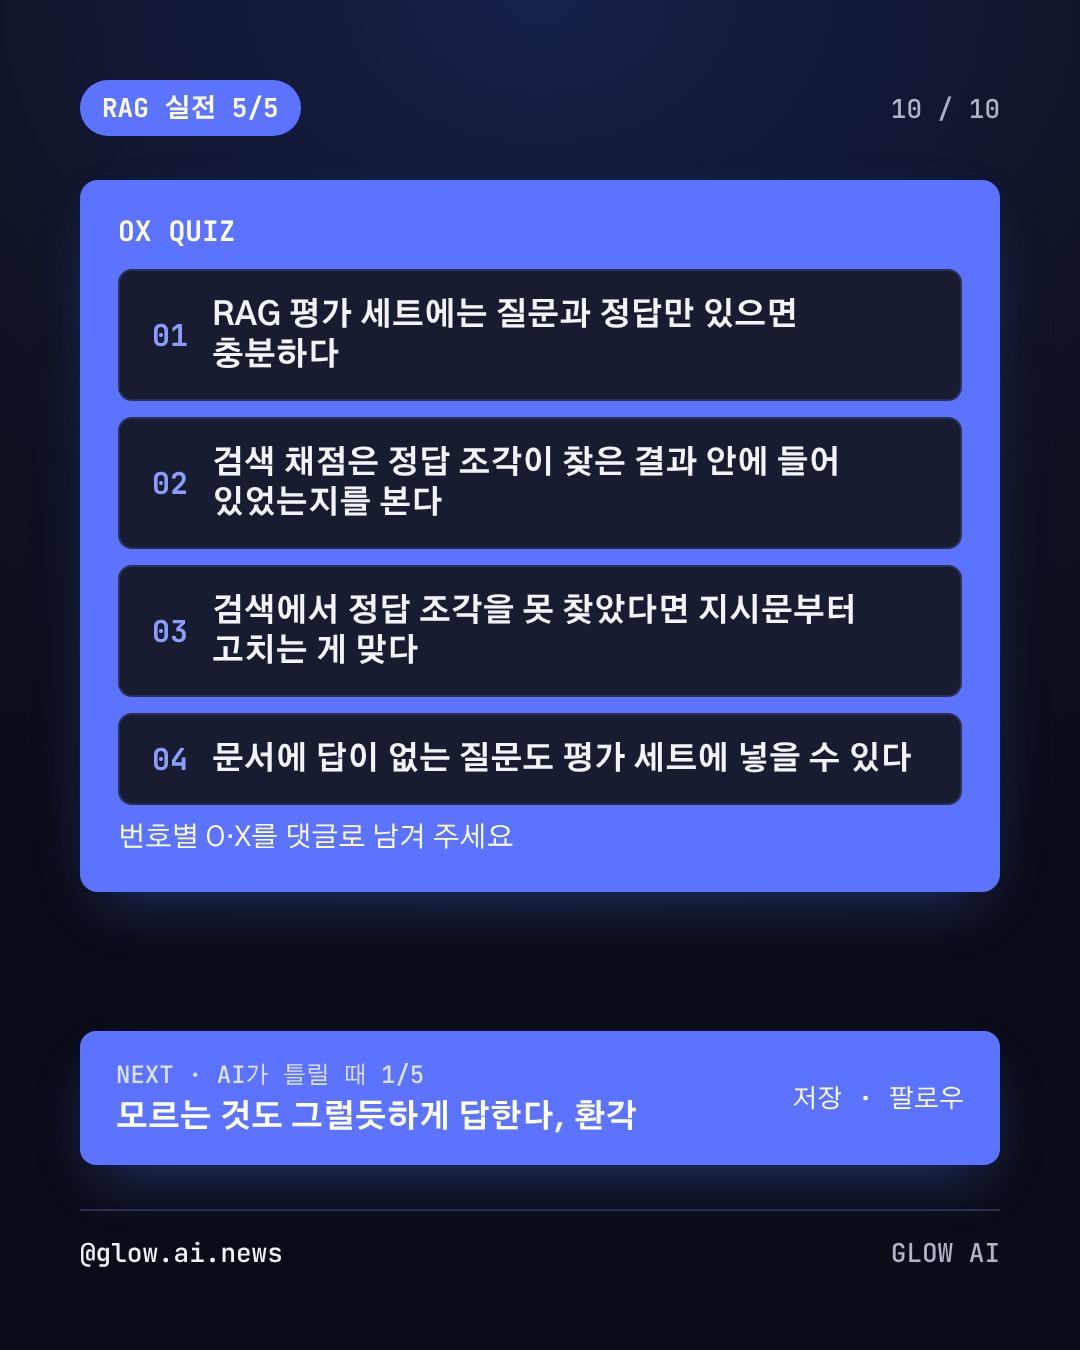 RAG 실전 5/5
10 / 10
OX QUIZ
01 RAG 평가 세트에는 질문과 정답만 있으면
충분하다
02 검색 채점은 정답 조각이 찾은 결과 안에 들어
있었는지를 본다
03 검색에서 정답 조각을 못 찾았다면 지시문부터
고치는 게 맞다
04 문서에 답이 없는 질문도 평가 세트에 넣을 수 있다
번호별 O·X를 댓글로 남겨 주세요
NEXT · AI가 틀릴 때 1/5
모르는 것도 그럴듯하게 답한다, 환각
저장 · 팔로우
@glow.ai.news
GLOW AI